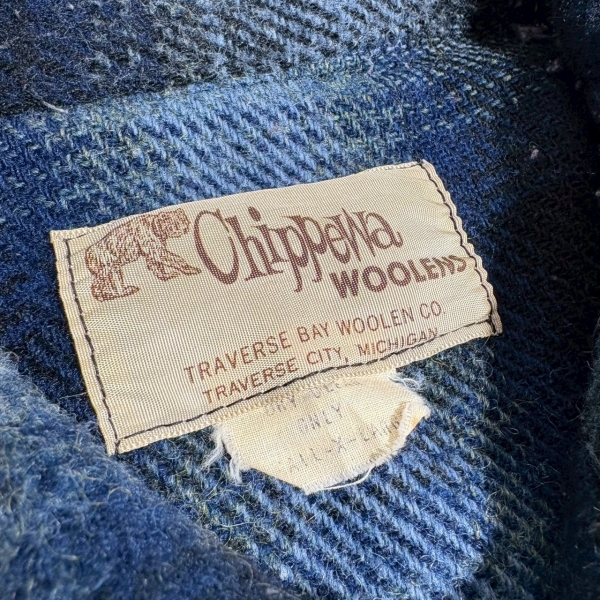 Chippewa
WOOLENS
TRAVERSE BAY WOOLEN CO.
TRAVERSE CITY, MICHIGAN
ONLY